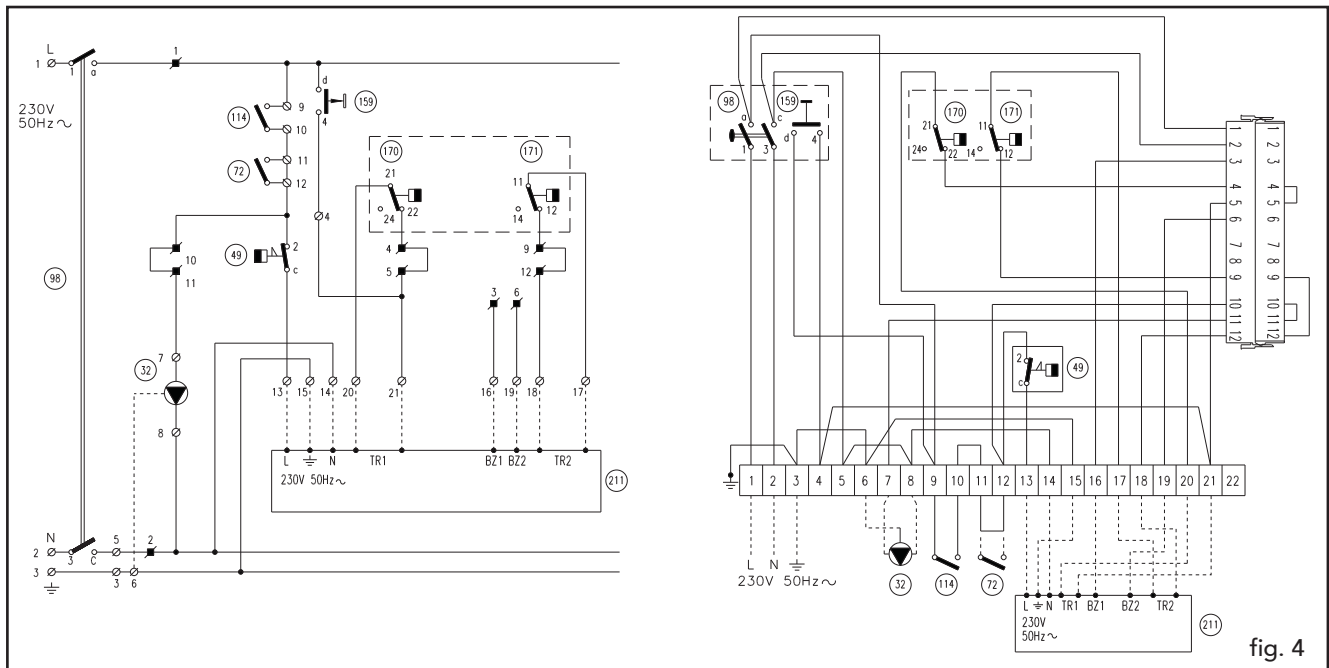 L
1
1 a
1
230V
50Hz~
98
114
9
10
72
11
12
d
4
159
4
170
21
24 22
171
11
14 12
10
11
49
2
c
4
5
9
12
3 6
7
32
8
13 15 14 20 21 16 19 18 17
L N TR1 BZ1 BZ2 TR2
230V 50Hz~
211
N
2
3 C
5 2
3
3 6
98
a c
159
d 4
1 3
170
21
24 22
171
11
14 12
1 1
2 2
3 3
4 4
5 5
6 6
7 7
8 8
9 9
10 10
11 11
12 12
2
c
49
1 2 3 4 5 6 7 8 9 10 11 12 13 14 15 16 17 18 19 20 21 22
L N
230V 50Hz~
32
114
72
L N TR1 BZ1 BZ2 TR2
230V
50Hz~
211
fig. 4